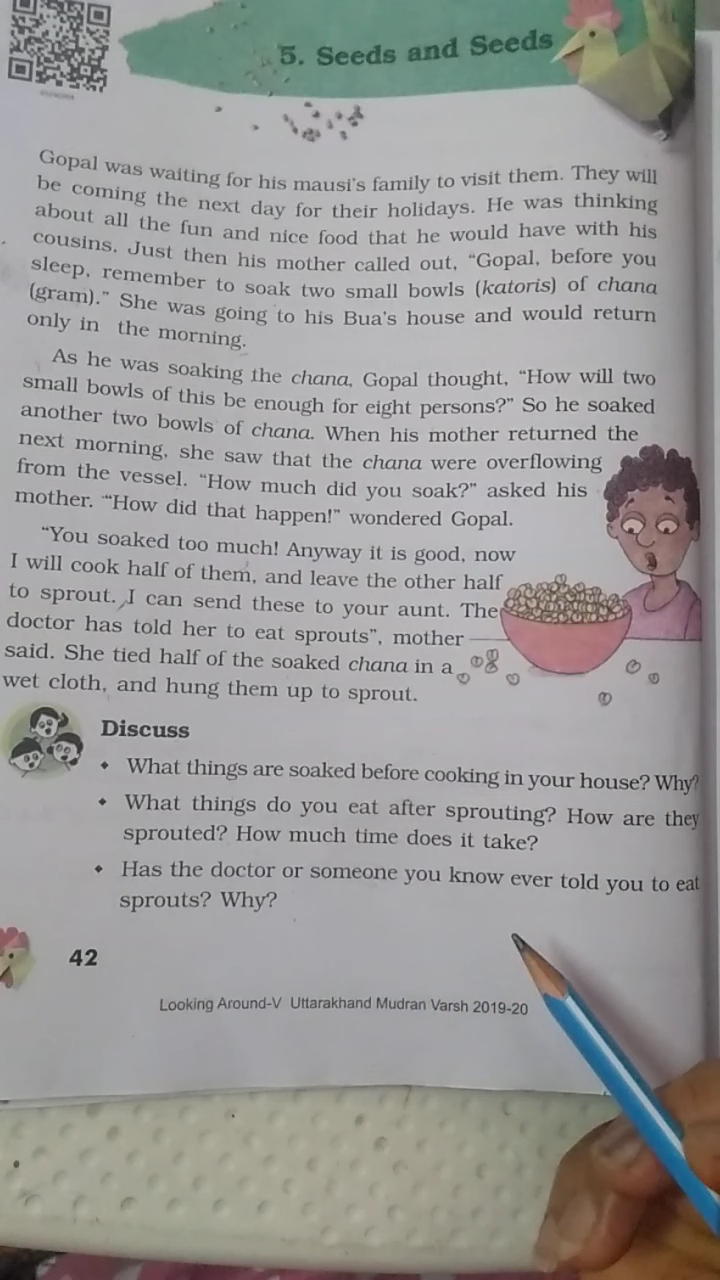 5. Seeds and Seeds
Gopal was waiting for his mausi's family to visit them. They will
be coming the next day for their holidays. He was thinking
about all the fun and nice food that he would have with his
cousins. Just then his mother called out, “Gopal, before you
sleep, remember to soak two small bowls (katoris) of chana
(gram).” She was going to his Bua's house and would return
only in the morning.
As he was soaking the chana, Gopal thought, “How will two
small bowls of this be enough for eight persons?” So he soaked
another two bowls of chana. When his mother returned the
next morning, she saw that the chana were overflowing
from the vessel. “How much did you soak?” asked his
mother. “How did that happen!” wondered Gopal.
“You soaked too much! Anyway it is good, now
I will cook half of them, and leave the other half
to sprout. I can send these to your aunt. The
doctor has told her to eat sprouts”, mother
said. She tied half of the soaked chana in a
wet cloth, and hung them up to sprout.
Discuss
• What things are soaked before cooking in your house? Why?
• What things do you eat after sprouting? How are they
sprouted? How much time does it take?
• Has the doctor or someone you know ever told you to eat
sprouts? Why?
42
Looking Around-V Uttarakhand Mudran Varsh 2019-20